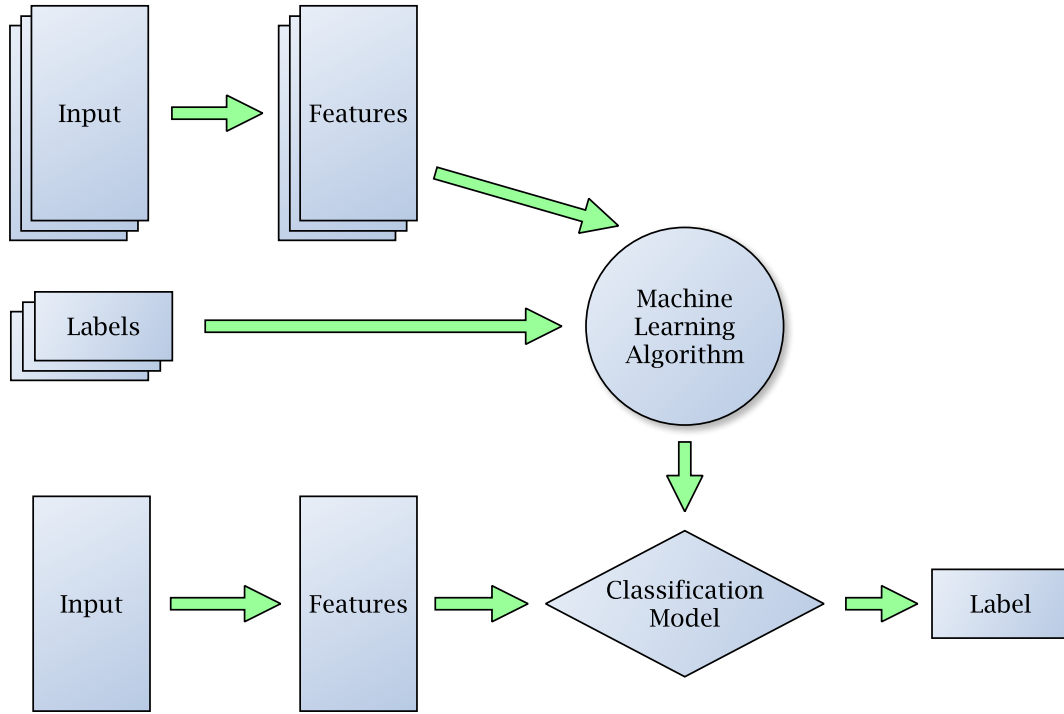 Input
Features
Machine
Learning
Algorithm
Labels
Input
Features
Classification
Model
Label